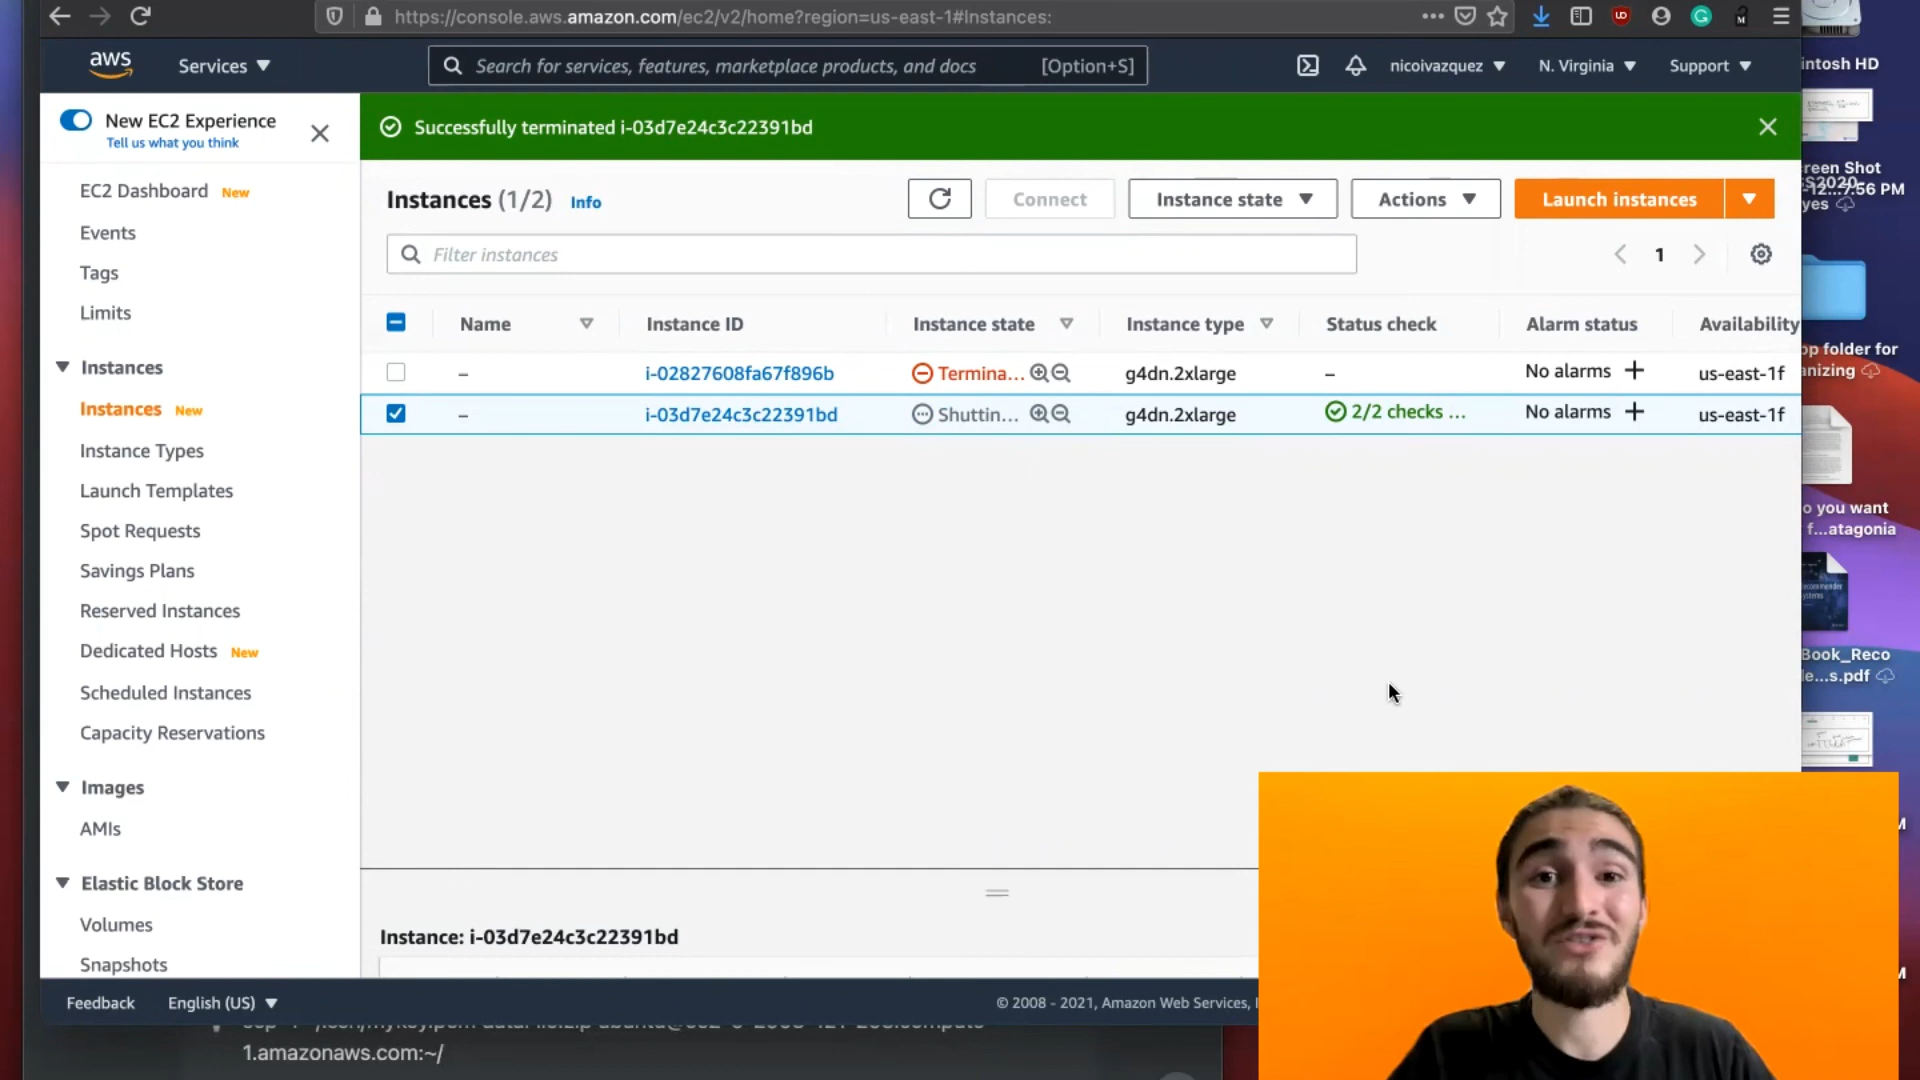 https://console.aws.amazon.com/ec2/v2/home?region=us-east-1#Instances:
aws
Services
Search for services, features, marketplace products, and docs
[Option+S]
nicoivazquez
N. Virginia
Support
New EC2 Experience
Tell us what you think
EC2 Dashboard New
Events
Tags
Limits
Instances
Instances New
Instance Types
Launch Templates
Spot Requests
Savings Plans
Reserved Instances
Dedicated Hosts New
Scheduled Instances
Capacity Reservations
Images
AMIs
Elastic Block Store
Volumes
Snapshots
Successfully terminated i-03d7e24c3c22391bd
Instances (1/2) Info
Connect
Instance state
Actions
Launch instances
Filter instances
1
Name Instance ID Instance state Instance type Status check Alarm status Availability
– i-02827608fa67f896b Termina... g4dn.2xlarge – No alarms + us-east-1f
– i-03d7e24c3c22391bd Shuttin... g4dn.2xlarge 2/2 checks ... No alarms + us-east-1f
Instance: i-03d7e24c3c22391bd
Feedback English (US)
© 2008 - 2021, Amazon Web Services,
1.amazonaws.com:~/
intosh HD
reen Shot
yes
op folder for
anizing
o you want
f...atagonia
Book_Reco
le...s.pdf